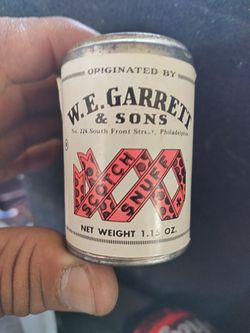 ORIGINATED BY
W.E. GARRETT
& SONS
No. 224 South Front Street, Philadelphia
®
SCOTCH
SNUFF
NET WEIGHT 1.15 OZ.